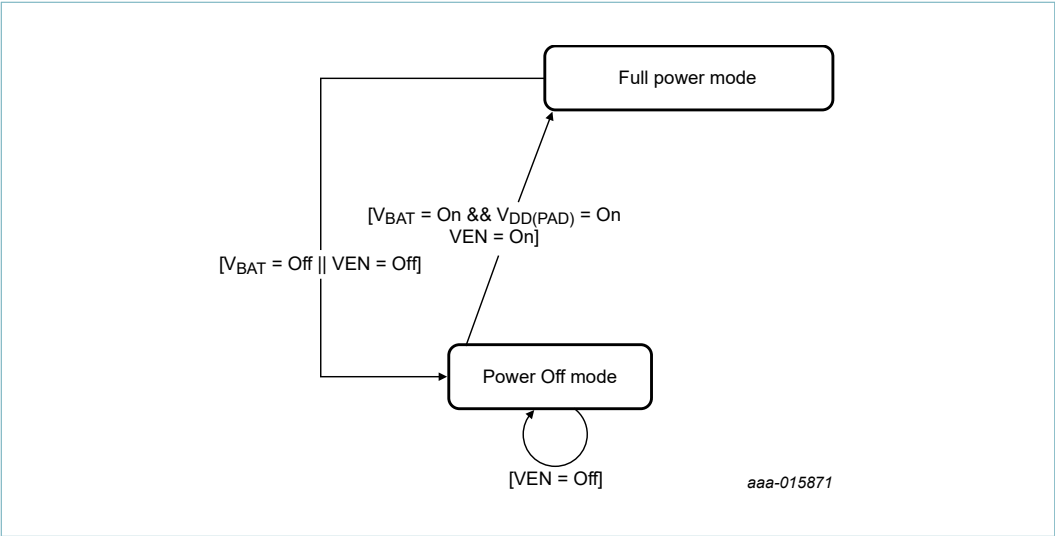 Full power mode
[VBAT = On && VDD(PAD) = On
VEN = On]
[VBAT = Off || VEN = Off]
Power Off mode
[VEN = Off]
aaa-015871